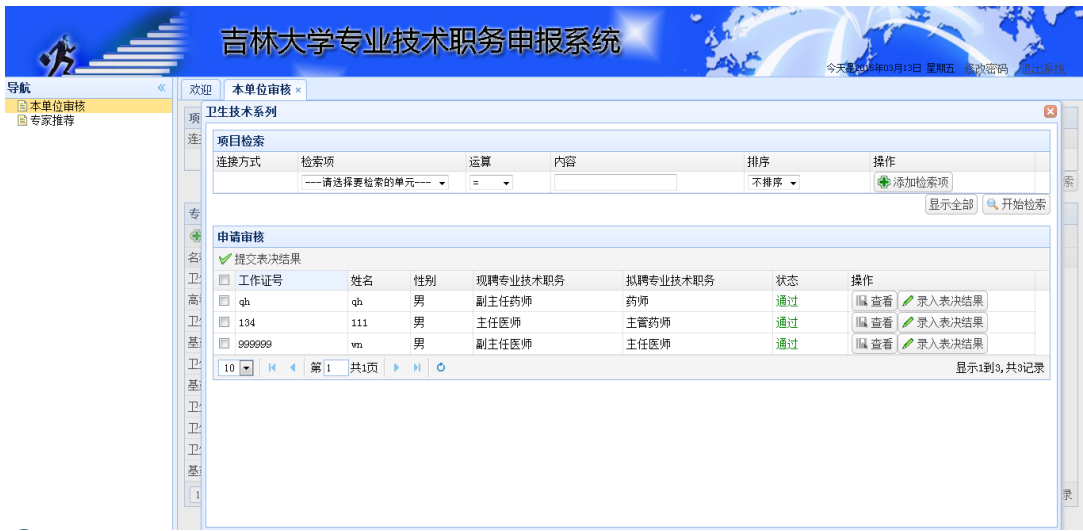 吉林大学专业技术职务申报系统
今天是2015年03月13日 星期五 修改密码 退出系统
导航
本单位审核
专家推荐
欢迎 本单位审核 ×
卫生技术系列
项目检索
连接方式 检索项 运算 内容 排序 操作
---请选择要检索的单元--- = 不排序 添加检索项
显示全部 开始检索
申请审核
提交表决结果
工作证号 姓名 性别 现聘专业技术职务 拟聘专业技术职务 状态 操作
qh qh 男 副主任药师 药师 通过 查看 录入表决结果
134 111 男 主任医师 主管药师 通过 查看 录入表决结果
999999 wn 男 副主任医师 主任医师 通过 查看 录入表决结果
10 第 1 共1页 显示1到3,共3记录